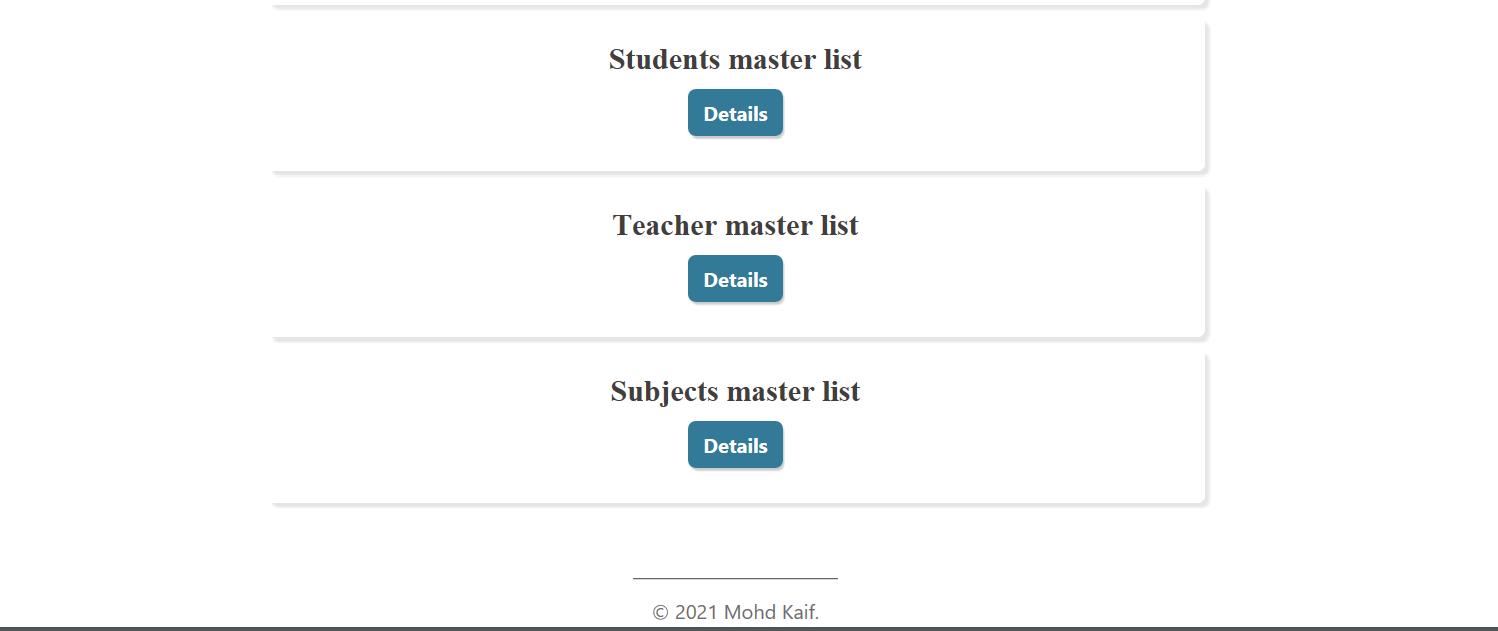 Students master list
Details
Teacher master list
Details
Subjects master list
Details
© 2021 Mohd Kaif.